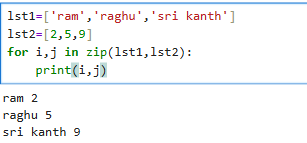 lst1=['ram','raghu','sri kanth']
lst2=[2,5,9]
for i,j in zip(lst1,lst2):
    print(i,j)
ram 2
raghu 5
sri kanth 9